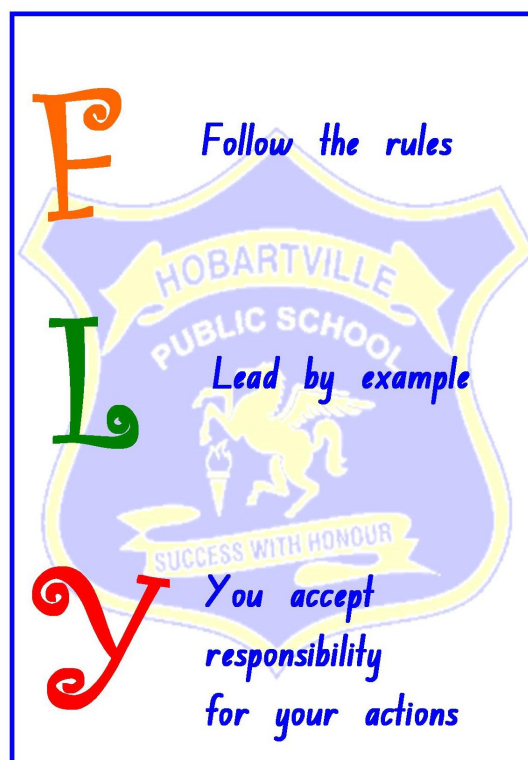 F
Follow the rules
HOBARTVILLE
PUBLIC SCHOOL
L
Lead by example
SUCCESS WITH HONOUR
Y
You accept
responsibility
for your actions